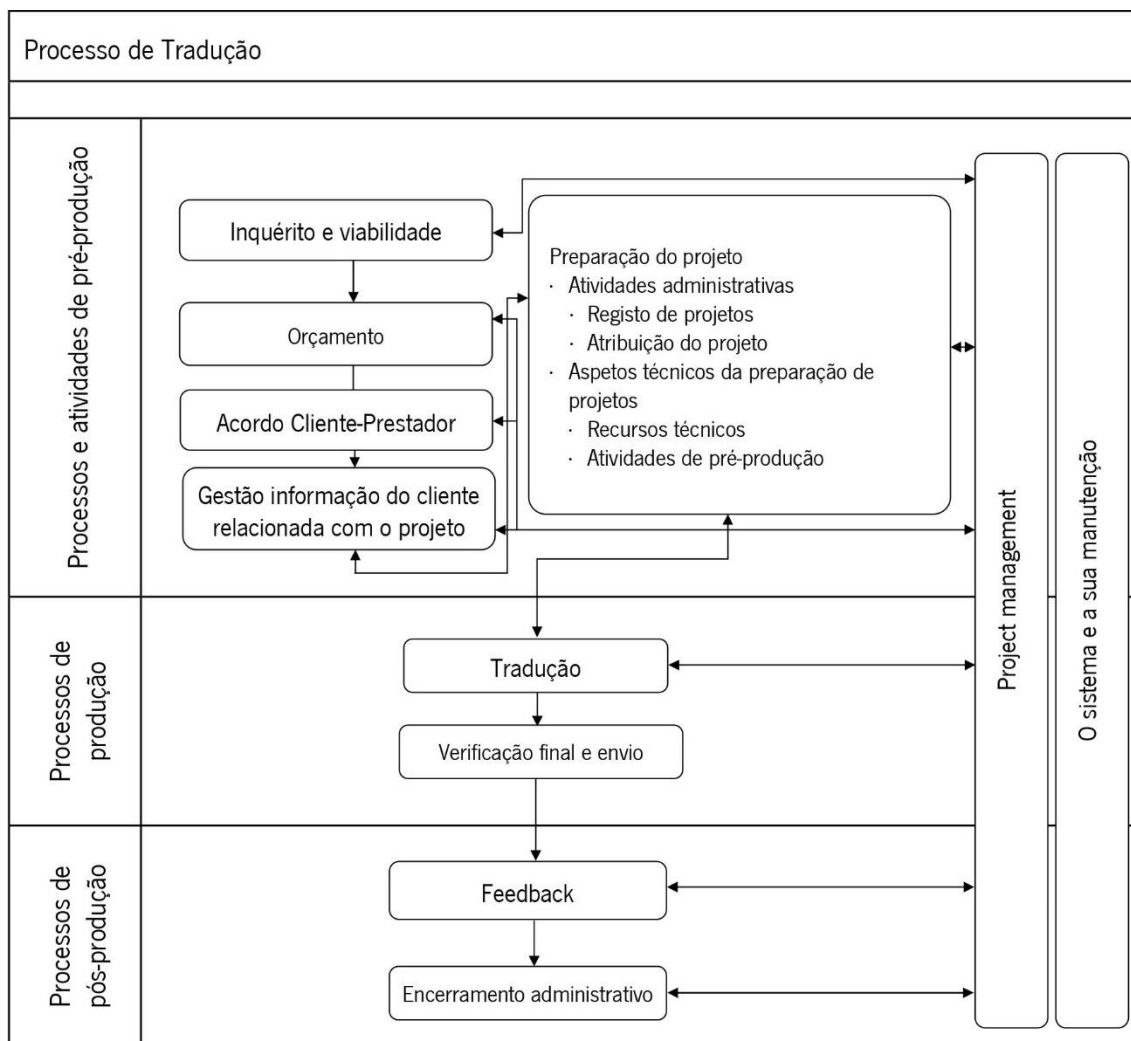 Processo de Tradução
Processos e atividades de pré-produção
Inquérito e viabilidade
Orçamento
Acordo Cliente-Prestador
Gestão informação do cliente
relacionada com o projeto
Preparação do projeto
· Atividades administrativas
· Registo de projetos
· Atribuição do projeto
· Aspetos técnicos da preparação de
projetos
· Recursos técnicos
· Atividades de pré-produção
Processos de
produção
Tradução
Verificação final e envio
Processos de
pós-produção
Feedback
Encerramento administrativo
Project management
O sistema e a sua manutenção